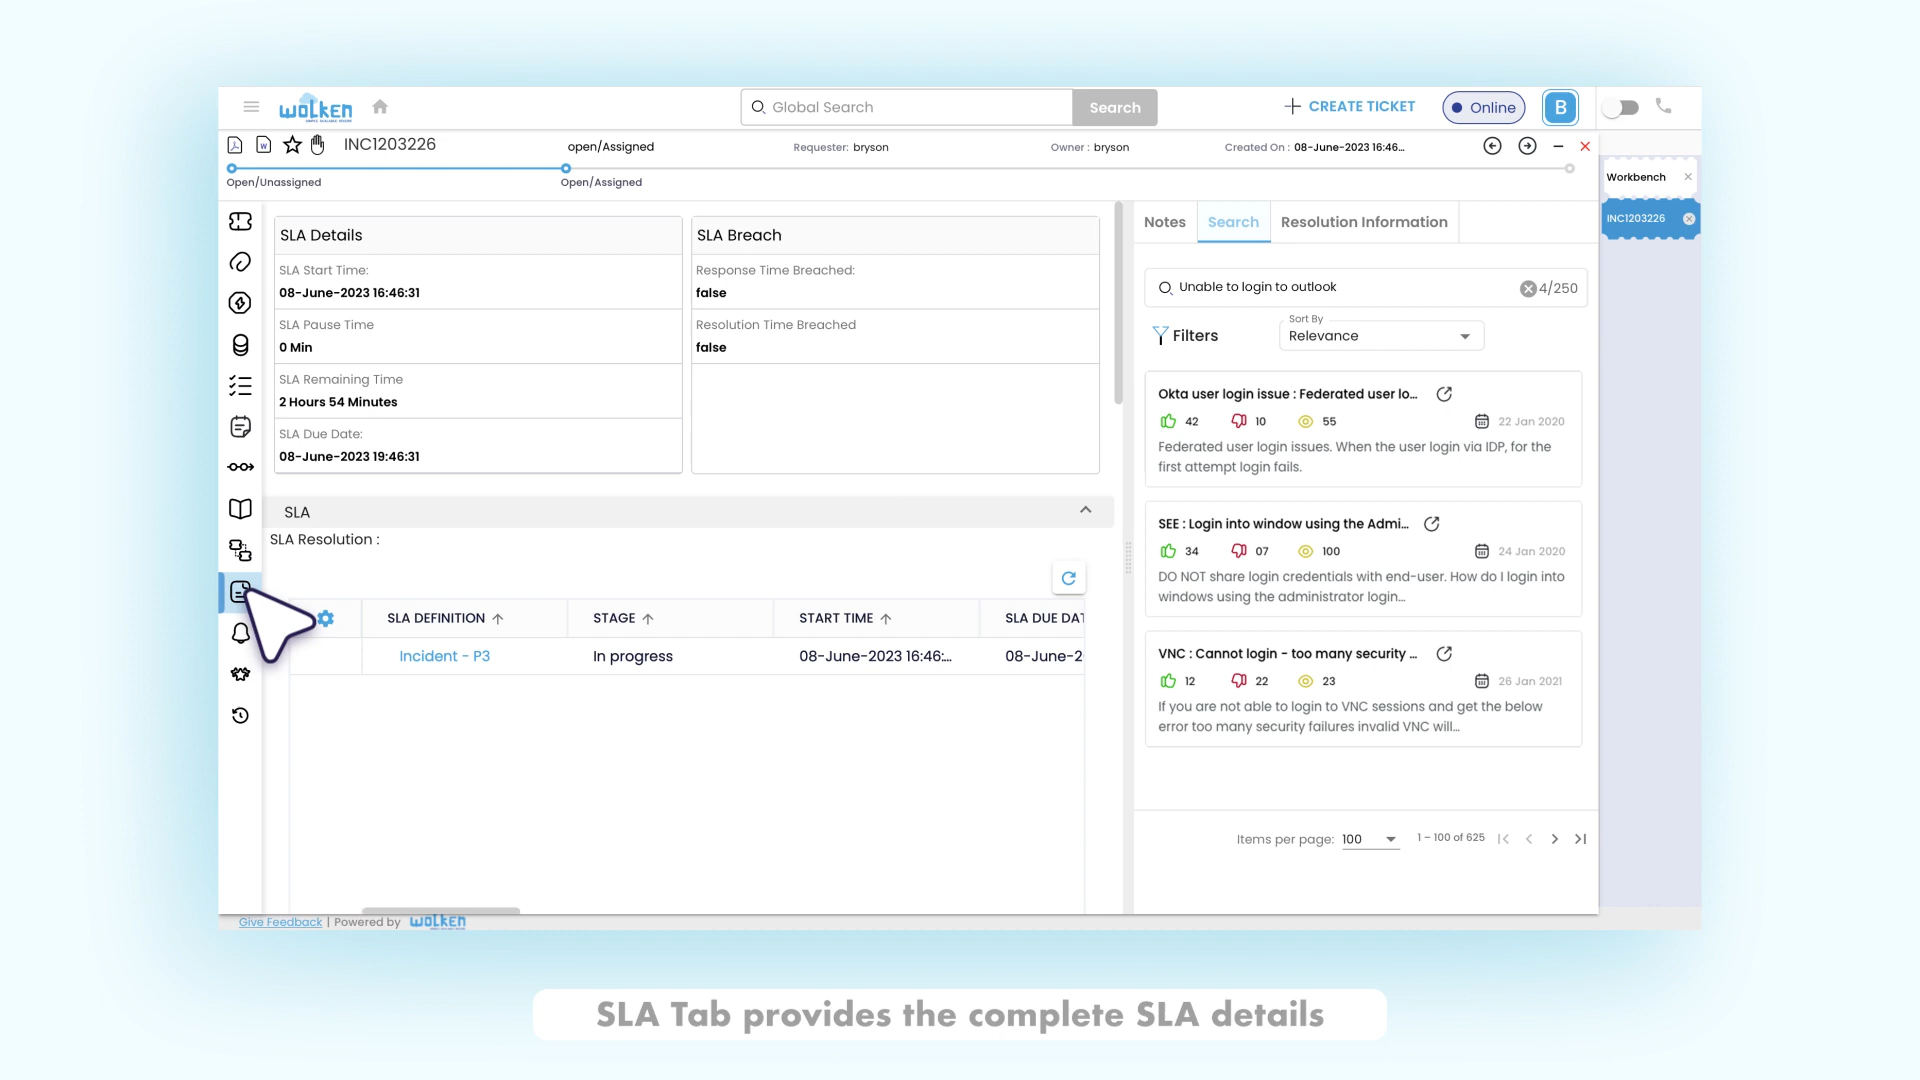 wolken
Global Search
Search
CREATE TICKET
Online
B
INC1203226
open/Assigned
Requester: bryson
Owner : bryson
Created On : 08-June-2023 16:46...
Open/Unassigned
Open/Assigned
Workbench
INC1203226
SLA Details
SLA Start Time:
08-June-2023 16:46:31
SLA Pause Time
0 Min
SLA Remaining Time
2 Hours 54 Minutes
SLA Due Date:
08-June-2023 19:46:31
SLA Breach
Response Time Breached:
false
Resolution Time Breached
false
SLA
SLA Resolution :
SLA DEFINITION
STAGE
START TIME
SLA DUE DAT
Incident - P3
In progress
08-June-2023 16:46:...
08-June-2
Notes
Search
Resolution Information
Unable to login to outlook
4/250
Filters
Sort By
Relevance
Okta user login issue : Federated user lo...
42
10
55
22 Jan 2020
Federated user login issues. When the user login via IDP, for the
first attempt login fails.
SEE : Login into window using the Admi...
34
07
100
24 Jan 2020
DO NOT share login credentials with end-user. How do I login into
windows using the administrator login...
VNC : Cannot login - too many security ...
12
22
23
26 Jan 2021
If you are not able to login to VNC sessions and get the below
error too many security failures invalid VNC will...
Items per page: 100
1 – 100 of 625
Give Feedback | Powered by wolken
SLA Tab provides the complete SLA details